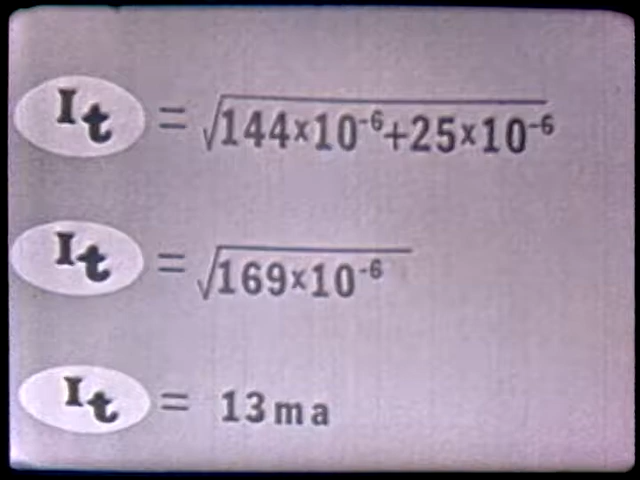 It = √144×10⁻⁶+25×10⁻⁶
It = √169×10⁻⁶
It = 13ma